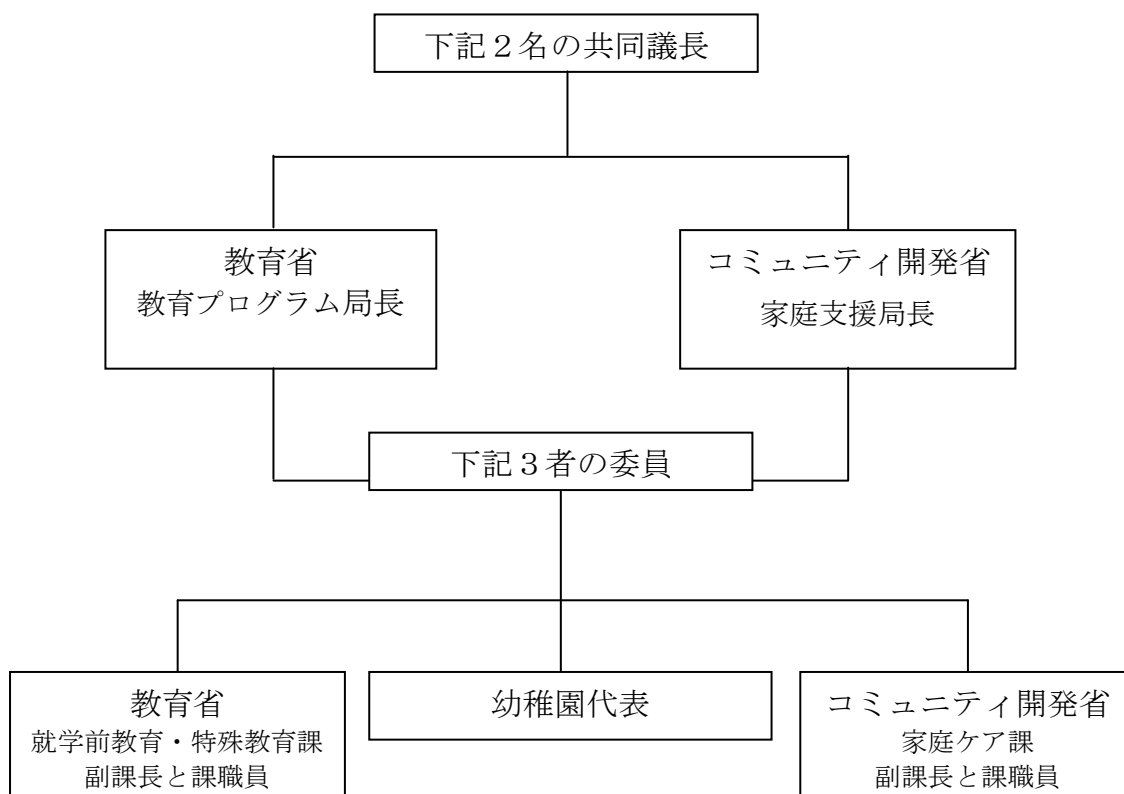 下記２名の共同議長
教育省
教育プログラム局長
コミュニティ開発省
家庭支援局長
下記３者の委員
教育省
就学前教育・特殊教育課
副課長と課職員
幼稚園代表
コミュニティ開発省
家庭ケア課
副課長と課職員